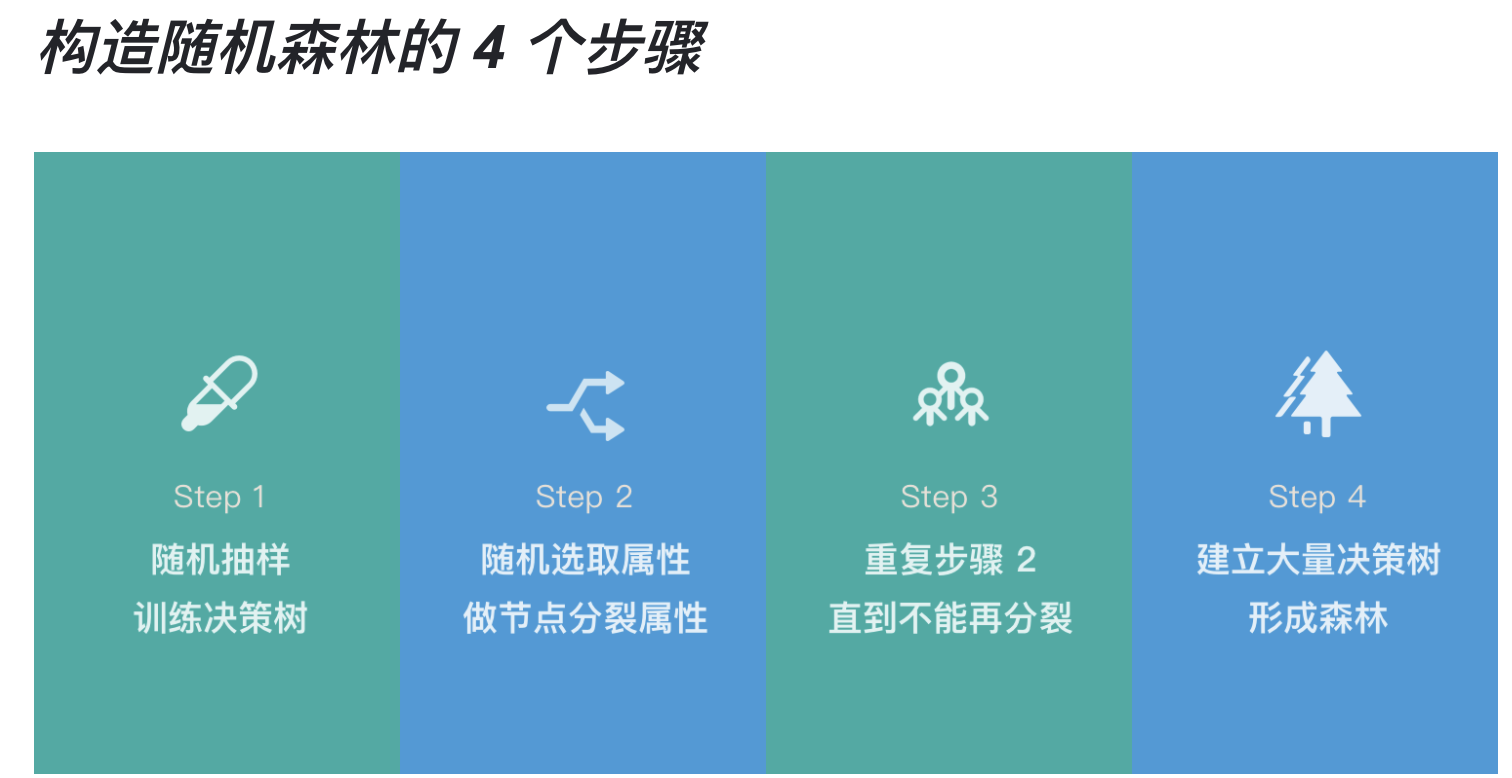 构造随机森林的 4 个步骤
Step 1
随机抽样
训练决策树
Step 2
随机选取属性
做节点分裂属性
Step 3
重复步骤 2
直到不能再分裂
Step 4
建立大量决策树
形成森林